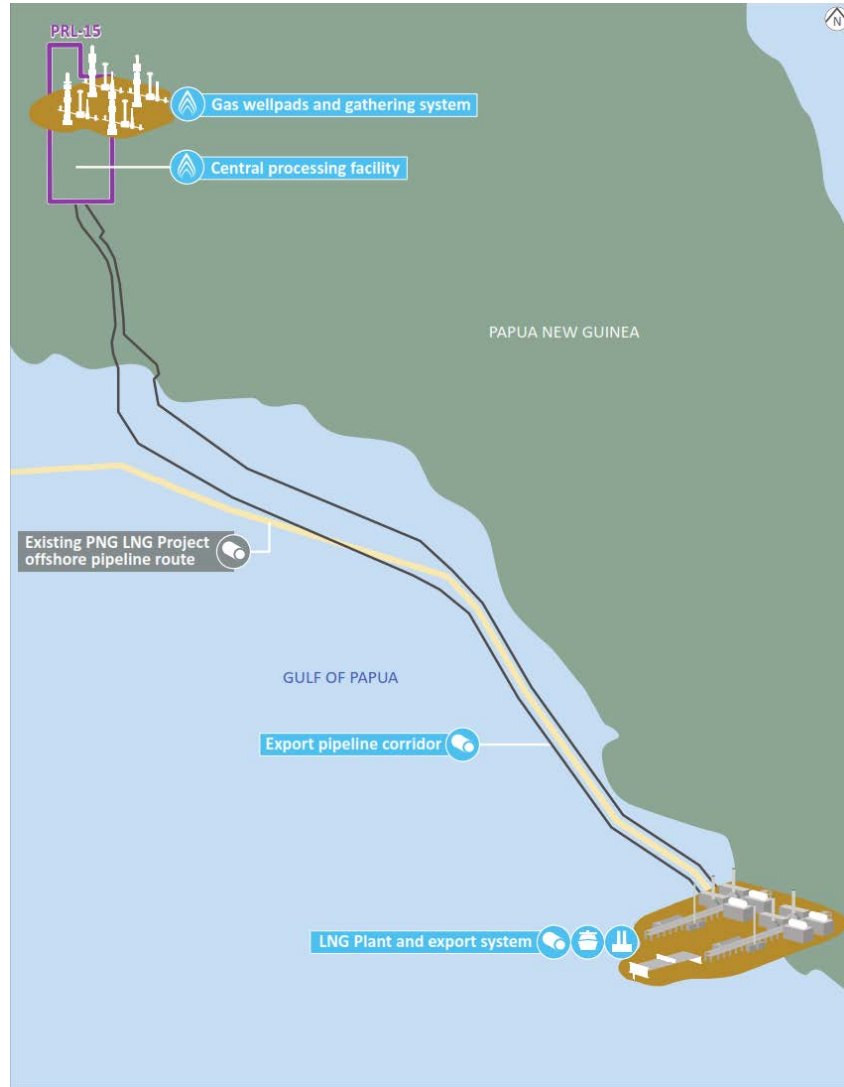 PRL-15
N
Gas wellpads and gathering system
Central processing facility
PAPUA NEW GUINEA
Existing PNG LNG Project
offshore pipeline route
GULF OF PAPUA
Export pipeline corridor
LNG Plant and export system